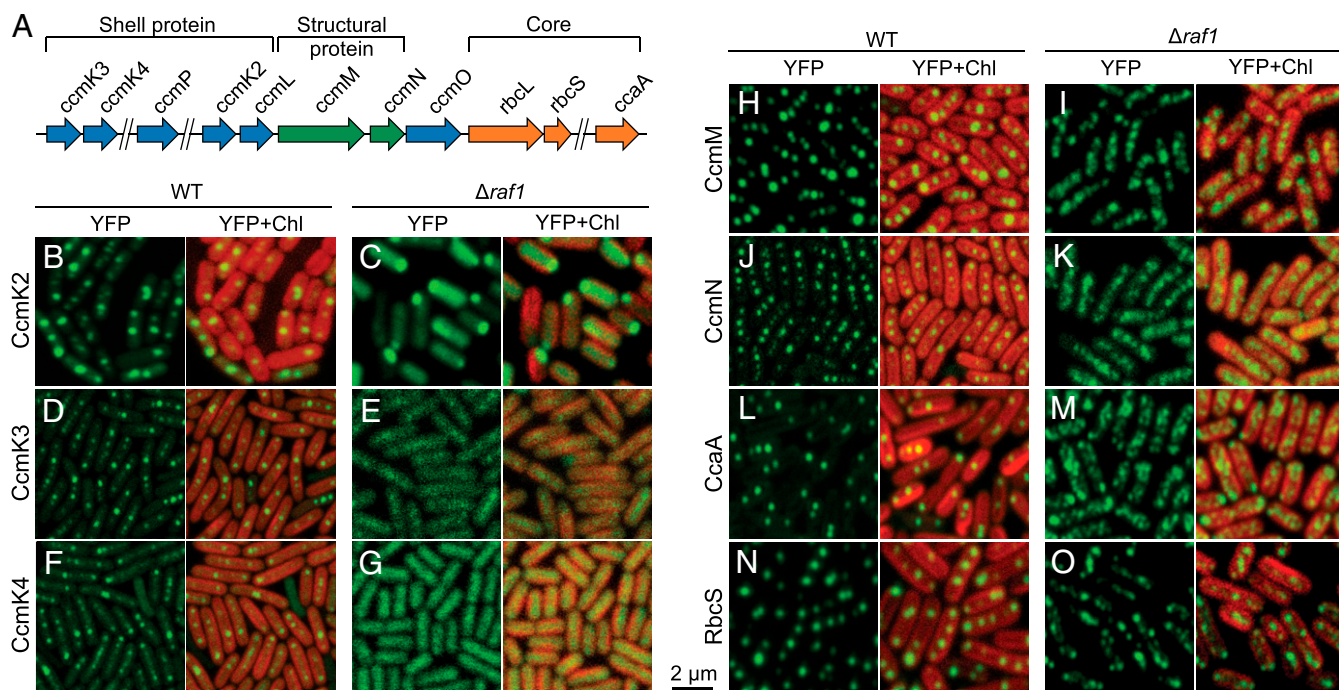 A
Shell protein
Structural
protein
Core
ccmK3
ccmK4
ccmP
ccmK2
ccmL
ccmM
ccmN
ccmO
rbcL
rbcS
ccaA
WT
Δraf1
YFP
YFP+Chl
YFP
YFP+Chl
CcmK2
B
C
CcmK3
D
E
CcmK4
F
G
WT
Δraf1
YFP
YFP+Chl
YFP
YFP+Chl
CcmM
H
I
CcmN
J
K
CcaA
L
M
RbcS
N
O
2 μm